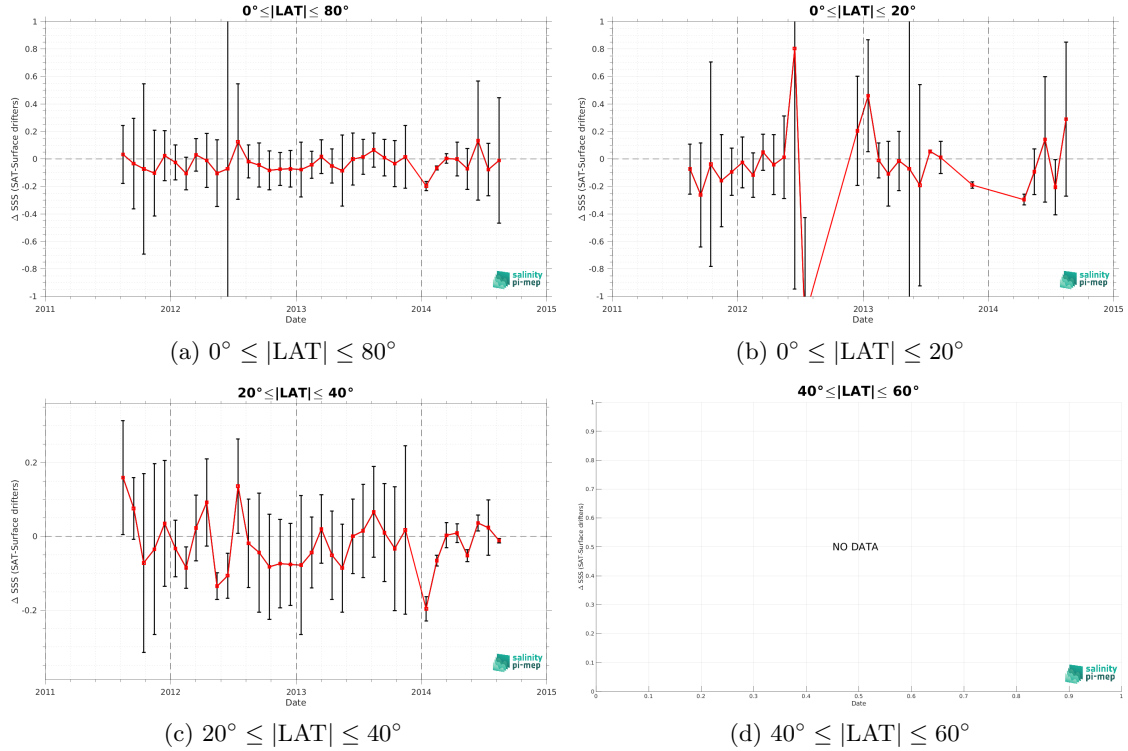 0°≤|LAT|≤ 80°
1
0.8
0.6
0.4
0.2
0
-0.2
-0.4
-0.6
-0.8
-1
Δ SSS (SAT-Surface drifters)
2011
2012
2013
2014
2015
Date
salinity
pi-mep
(a) 0° ≤ |LAT| ≤ 80°
0°≤|LAT|≤ 20°
1
0.8
0.6
0.4
0.2
0
-0.2
-0.4
-0.6
-0.8
-1
Δ SSS (SAT-Surface drifters)
2011
2012
2013
2014
2015
Date
salinity
pi-mep
(b) 0° ≤ |LAT| ≤ 20°
20°≤|LAT|≤ 40°
0.2
0
-0.2
Δ SSS (SAT-Surface drifters)
2011
2012
2013
2014
2015
Date
salinity
pi-mep
(c) 20° ≤ |LAT| ≤ 40°
40°≤|LAT|≤ 60°
1
0.9
0.8
0.7
0.6
0.5
0.4
0.3
0.2
0.1
0
Δ SSS (SAT-Surface drifters)
NO DATA
0
0.1
0.2
0.3
0.4
0.5
0.6
0.7
0.8
0.9
1
Date
salinity
pi-mep
(d) 40° ≤ |LAT| ≤ 60°